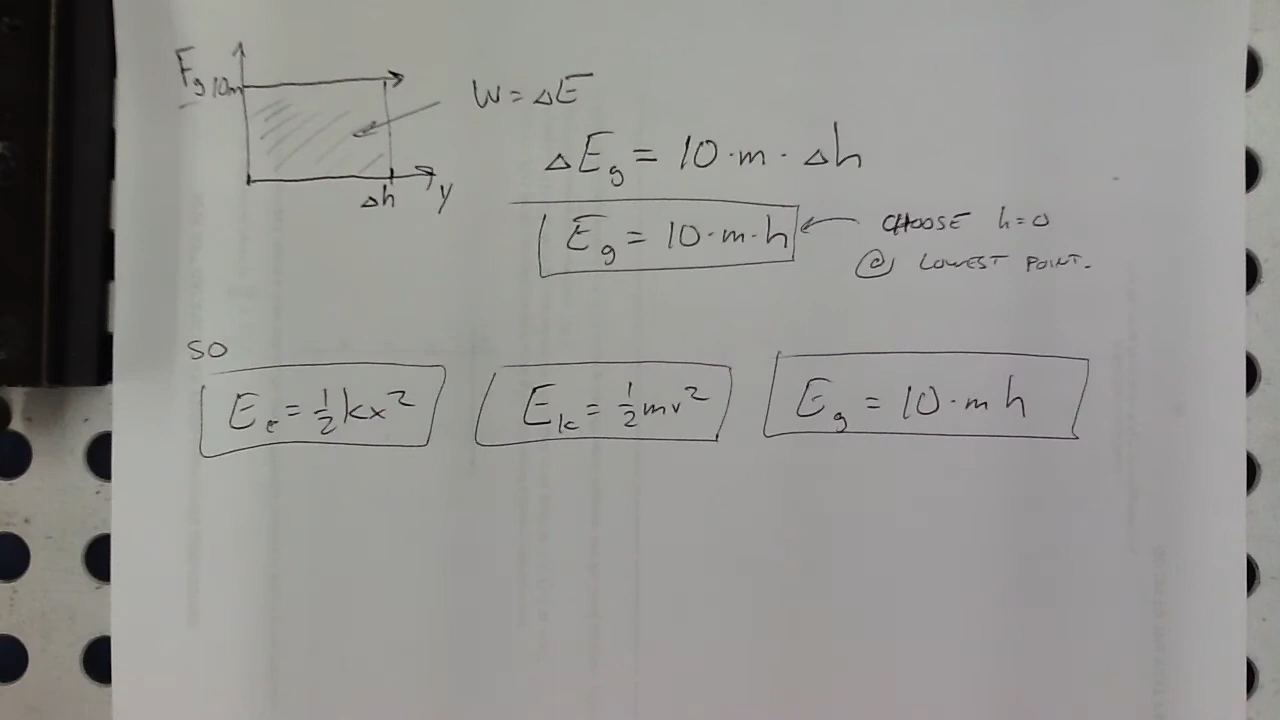 Fg 10m
W = ΔE
ΔEg = 10·m·Δh
Δh y
Eg = 10·m·h CHOOSE h=0
@ LOWEST POINT.
SO
Ee = ½kx² Ek = ½mv² Eg = 10·mh